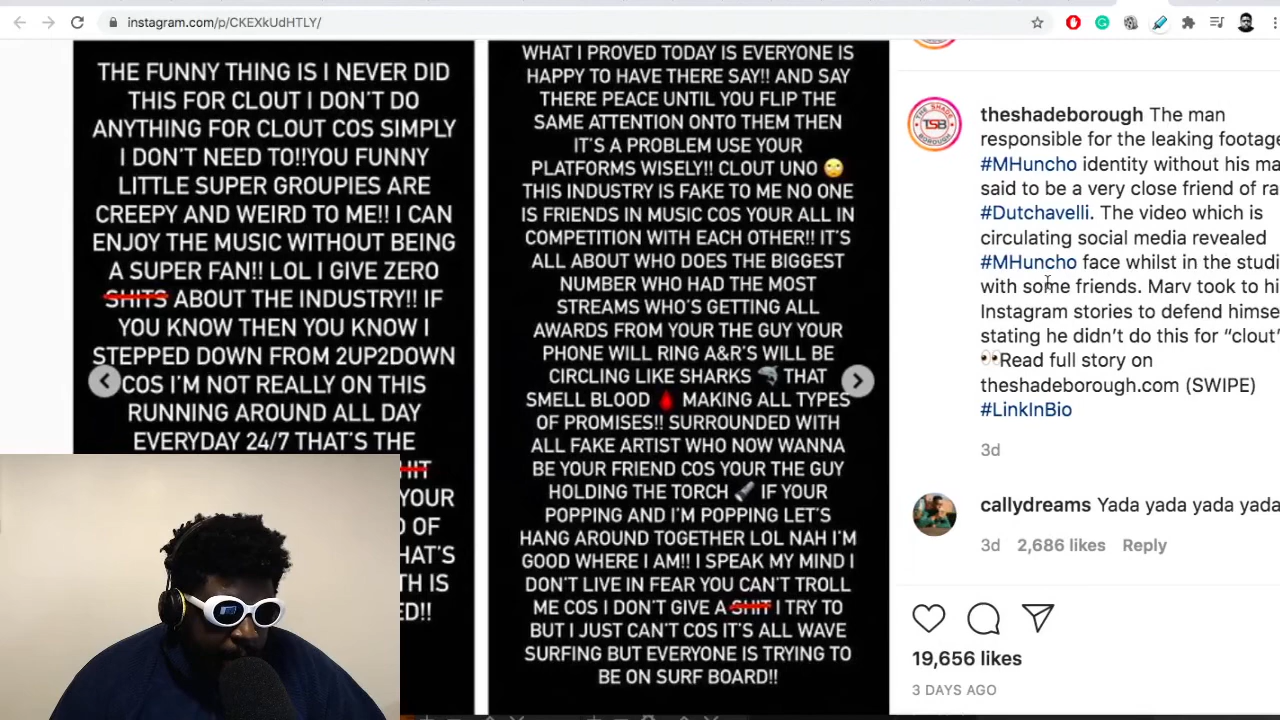 instagram.com/p/CKEXkUdHTLY/
THE FUNNY THING IS I NEVER DID
THIS FOR CLOUT I DON'T DO
ANYTHING FOR CLOUT COS SIMPLY
I DON'T NEED TO!!YOU FUNNY
LITTLE SUPER GROUPIES ARE
CREEPY AND WEIRD TO ME!! I CAN
ENJOY THE MUSIC WITHOUT BEING
A SUPER FAN!! LOL I GIVE ZERO
SHITS ABOUT THE INDUSTRY!! IF
YOU KNOW THEN YOU KNOW I
STEPPED DOWN FROM 2UP2DOWN
COS I'M NOT REALLY ON THIS
RUNNING AROUND ALL DAY
EVERYDAY 24/7 THAT'S THE
HIT
YOUR
OF
HAT'S
TH IS
ED!!
WHAT I PROVED TODAY IS EVERYONE IS
HAPPY TO HAVE THERE SAY!! AND SAY
THERE PEACE UNTIL YOU FLIP THE
SAME ATTENTION ONTO THEM THEN
IT'S A PROBLEM USE YOUR
PLATFORMS WISELY!! CLOUT UNO 🙄
THIS INDUSTRY IS FAKE TO ME NO ONE
IS FRIENDS IN MUSIC COS YOUR ALL IN
COMPETITION WITH EACH OTHER!! IT'S
ALL ABOUT WHO DOES THE BIGGEST
NUMBER WHO HAD THE MOST
STREAMS WHO'S GETTING ALL
AWARDS FROM YOUR THE GUY YOUR
PHONE WILL RING A&R'S WILL BE
CIRCLING LIKE SHARKS 🦈 THAT
SMELL BLOOD 🩸 MAKING ALL TYPES
OF PROMISES!! SURROUNDED WITH
ALL FAKE ARTIST WHO NOW WANNA
BE YOUR FRIEND COS YOUR THE GUY
HOLDING THE TORCH 🔦 IF YOUR
POPPING AND I'M POPPING LET'S
HANG AROUND TOGETHER LOL NAH I'M
GOOD WHERE I AM!! I SPEAK MY MIND I
DON'T LIVE IN FEAR YOU CAN'T TROLL
ME COS I DON'T GIVE A SHIT I TRY TO
BUT I JUST CAN'T COS IT'S ALL WAVE
SURFING BUT EVERYONE IS TRYING TO
BE ON SURF BOARD!!
THE SHADE
TSB
BOROUGH
theshadeborough The man
responsible for the leaking footage
#MHuncho identity without his ma
said to be a very close friend of ra
#Dutchavelli. The video which is
circulating social media revealed
#MHuncho face whilst in the studi
with some friends. Marv took to hi
Instagram stories to defend himse
stating he didn't do this for "clout"
👀Read full story on
theshadeborough.com (SWIPE)
#LinkInBio
3d
callydreams Yada yada yada yada
3d 2,686 likes Reply
19,656 likes
3 DAYS AGO